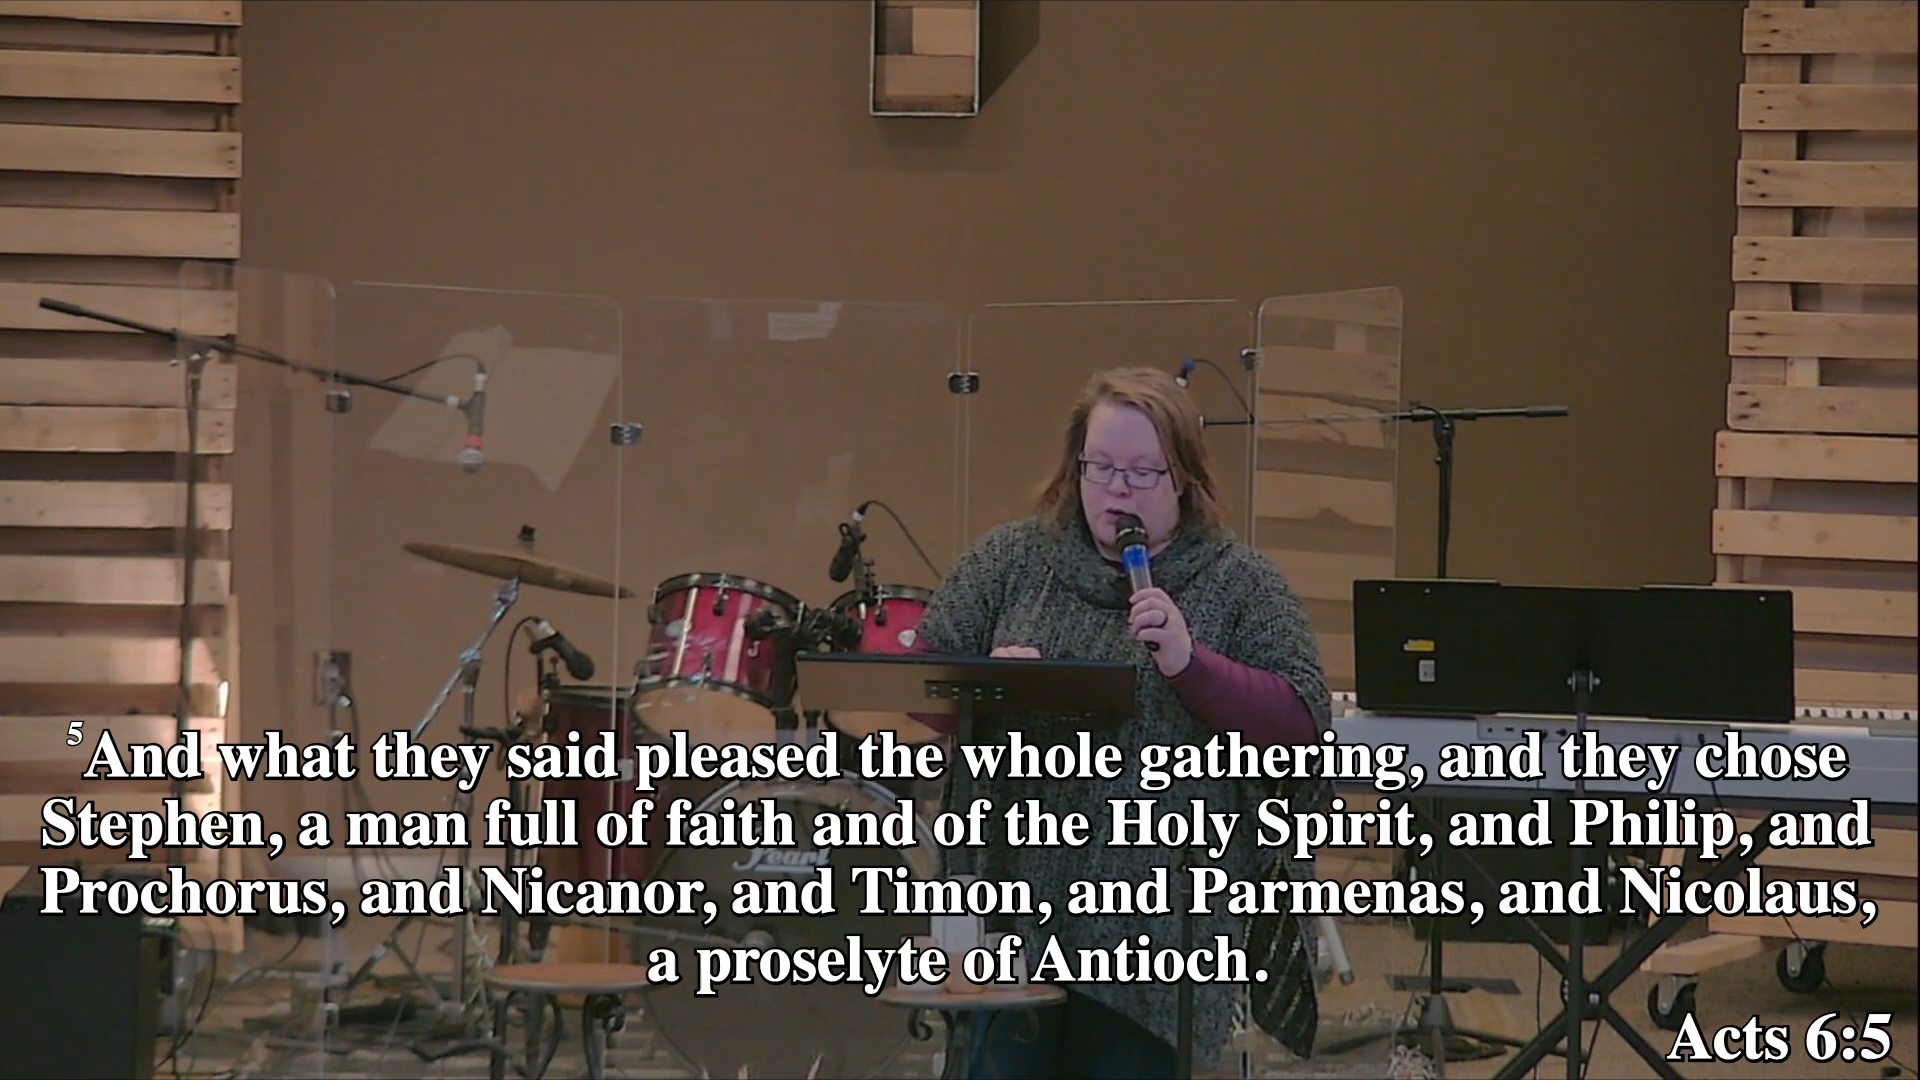 Pearl
⁵And what they said pleased the whole gathering, and they chose
Stephen, a man full of faith and of the Holy Spirit, and Philip, and
Prochorus, and Nicanor, and Timon, and Parmenas, and Nicolaus,
a proselyte of Antioch.
Acts 6:5